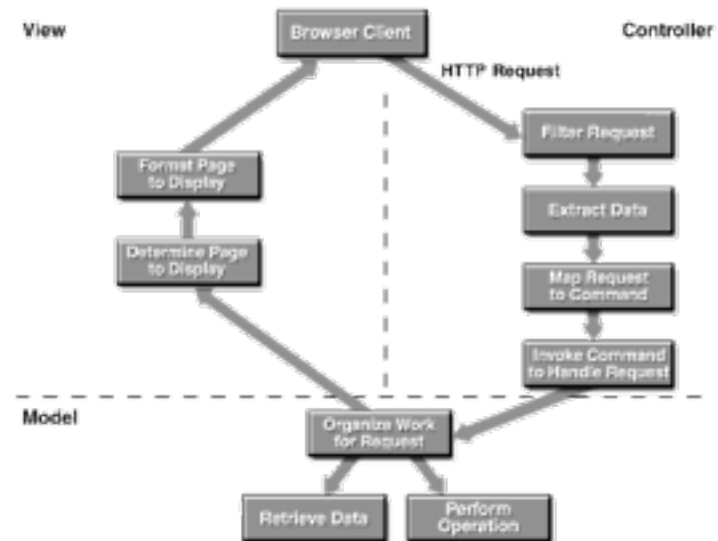 View
Browser Client
Controller
HTTP Request
Filter Request
Format Page
to Display
Extract Data
Determine Page
to Display
Map Request
to Command
Invoke Command
to Handle Request
Model
Organize Work
for Request
Retrieve Data
Perform
Operation